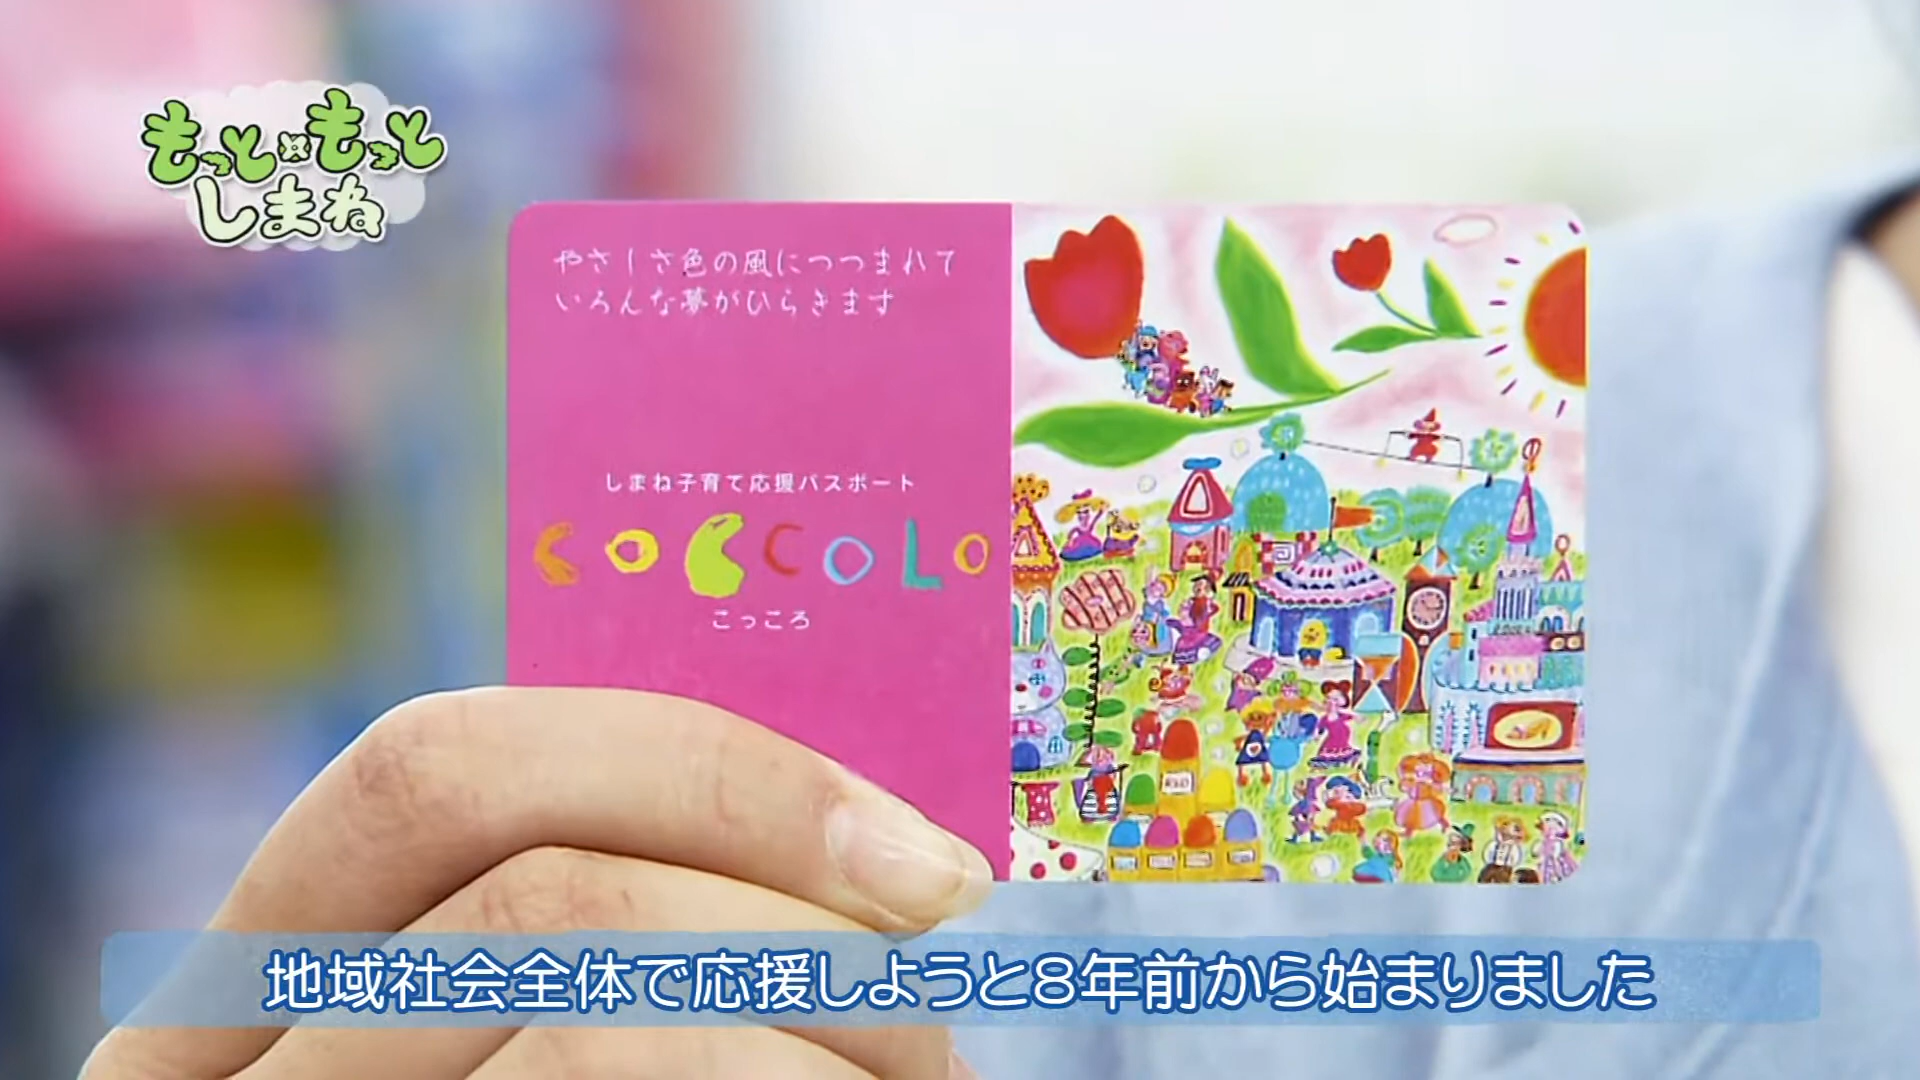 もっと×もっと
しまね
やさしさ色の風につつまれて
いろんな夢がひらきます
しまね子育て応援パスポート
COCCOLO
こっころ
地域社会全体で応援しようと8年前から始まりました